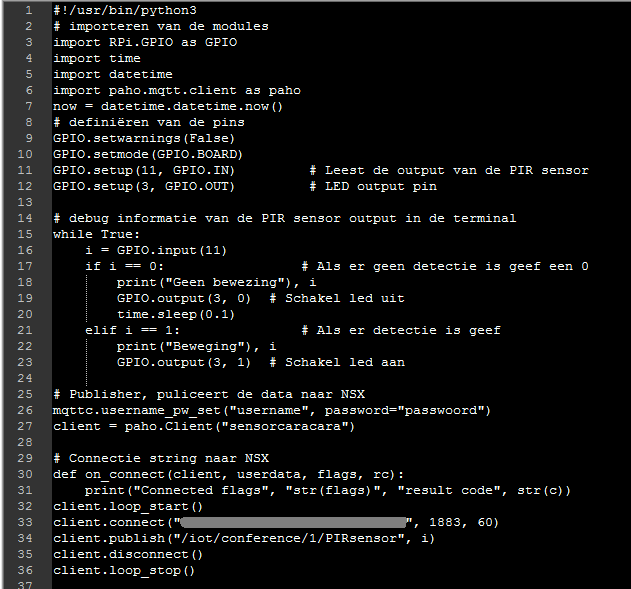 1 #!/usr/bin/python3
2 # importeren van de modules
3 import RPi.GPIO as GPIO
4 import time
5 import datetime
6 import paho.mqtt.client as paho
7 now = datetime.datetime.now()
8 # definiëren van de pins
9 GPIO.setwarnings(False)
10 GPIO.setmode(GPIO.BOARD)
11 GPIO.setup(11, GPIO.IN)         # Leest de output van de PIR sensor
12 GPIO.setup(3, GPIO.OUT)         # LED output pin
13
14 # debug informatie van de PIR sensor output in de terminal
15 while True:
16     i = GPIO.input(11)
17     if i == 0:                 # Als er geen detectie is geef een 0
18         print("Geen bewezing"), i
19         GPIO.output(3, 0)  # Schakel led uit
20         time.sleep(0.1)
21     elif i == 1:               # Als er detectie is geef
22         print("Beweging"), i
23         GPIO.output(3, 1)  # Schakel led aan
24
25 # Publisher, puliceert de data naar NSX
26 mqttc.username_pw_set("username", password="passwoord")
27 client = paho.Client("sensorcaracara")
28
29 # Connectie string naar NSX
30 def on_connect(client, userdata, flags, rc):
31     print("Connected flags", "str(flags)", "result code", str(c))
32 client.loop_start()
33 client.connect("", 1883, 60)
34 client.publish("/iot/conference/1/PIRsensor", i)
35 client.disconnect()
36 client.loop_stop()
37